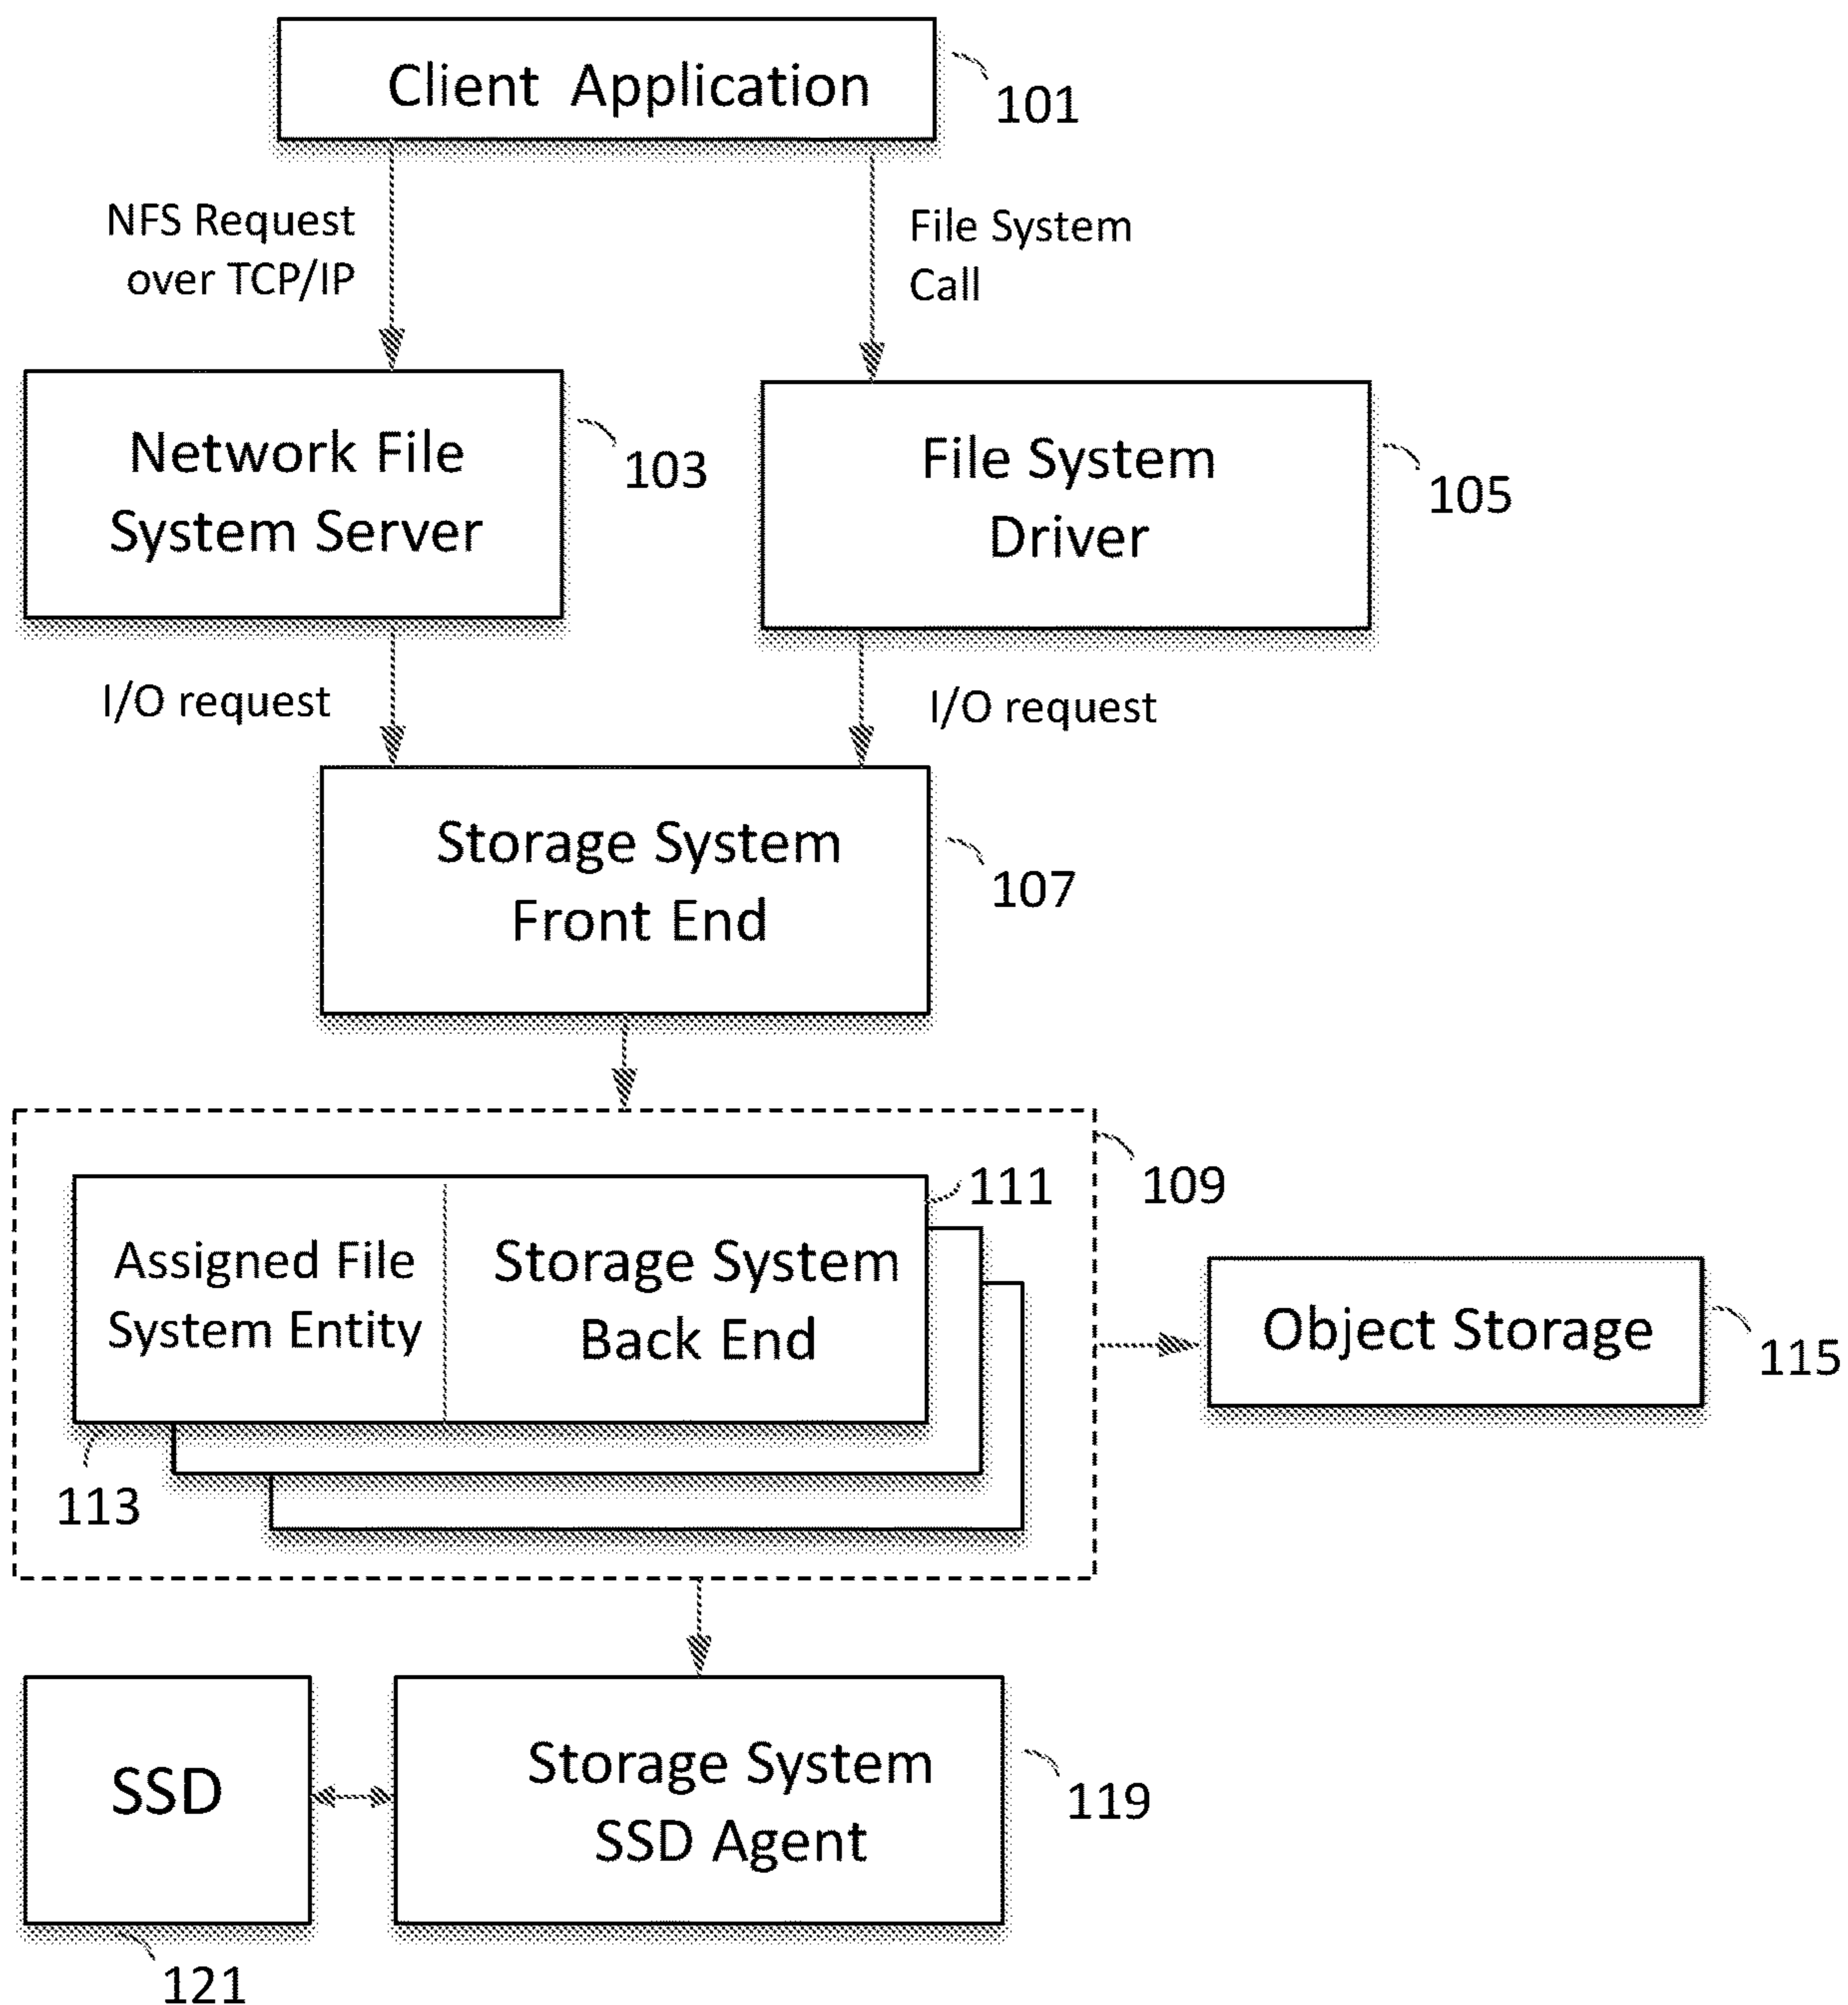 Client Application
101
NFS Request
over TCP/IP
File System
Call
Network File
System Server
103
File System
Driver
105
I/O request
I/O request
Storage System
Front End
107
109
111
Assigned File
System Entity
Storage System
Back End
113
Object Storage
115
SSD
121
Storage System
SSD Agent
119